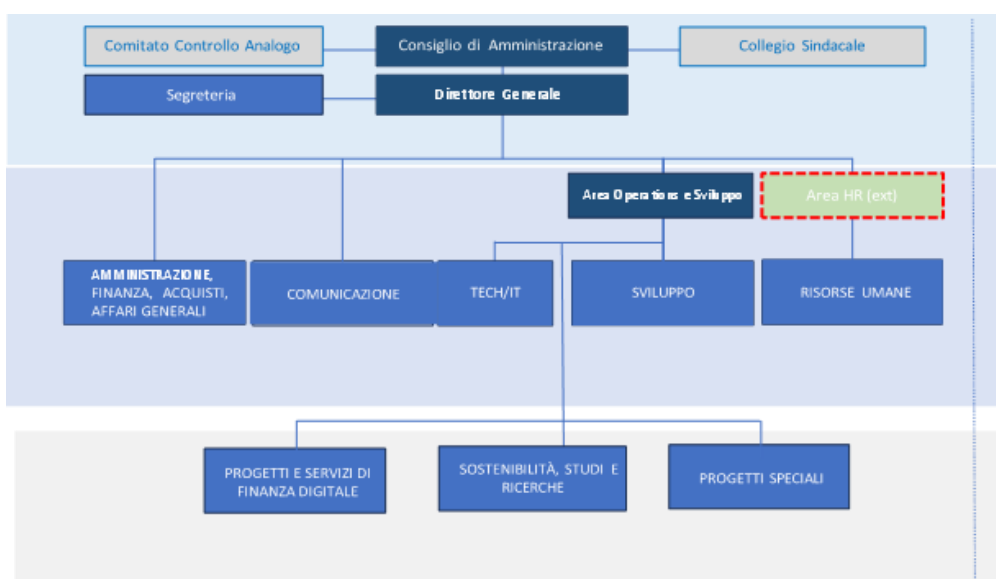 Comitato Controllo Analogo
Consiglio di Amministrazione
Collegio Sindacale
Segreteria
Direttore Generale
Area Operations e Sviluppo
Area HR (ext)
AMMINISTRAZIONE,
FINANZA, ACQUISTI,
AFFARI GENERALI
COMUNICAZIONE
TECH/IT
SVILUPPO
RISORSE UMANE
PROGETTI E SERVIZI DI
FINANZA DIGITALE
SOSTENIBILITÀ, STUDI E
RICERCHE
PROGETTI SPECIALI